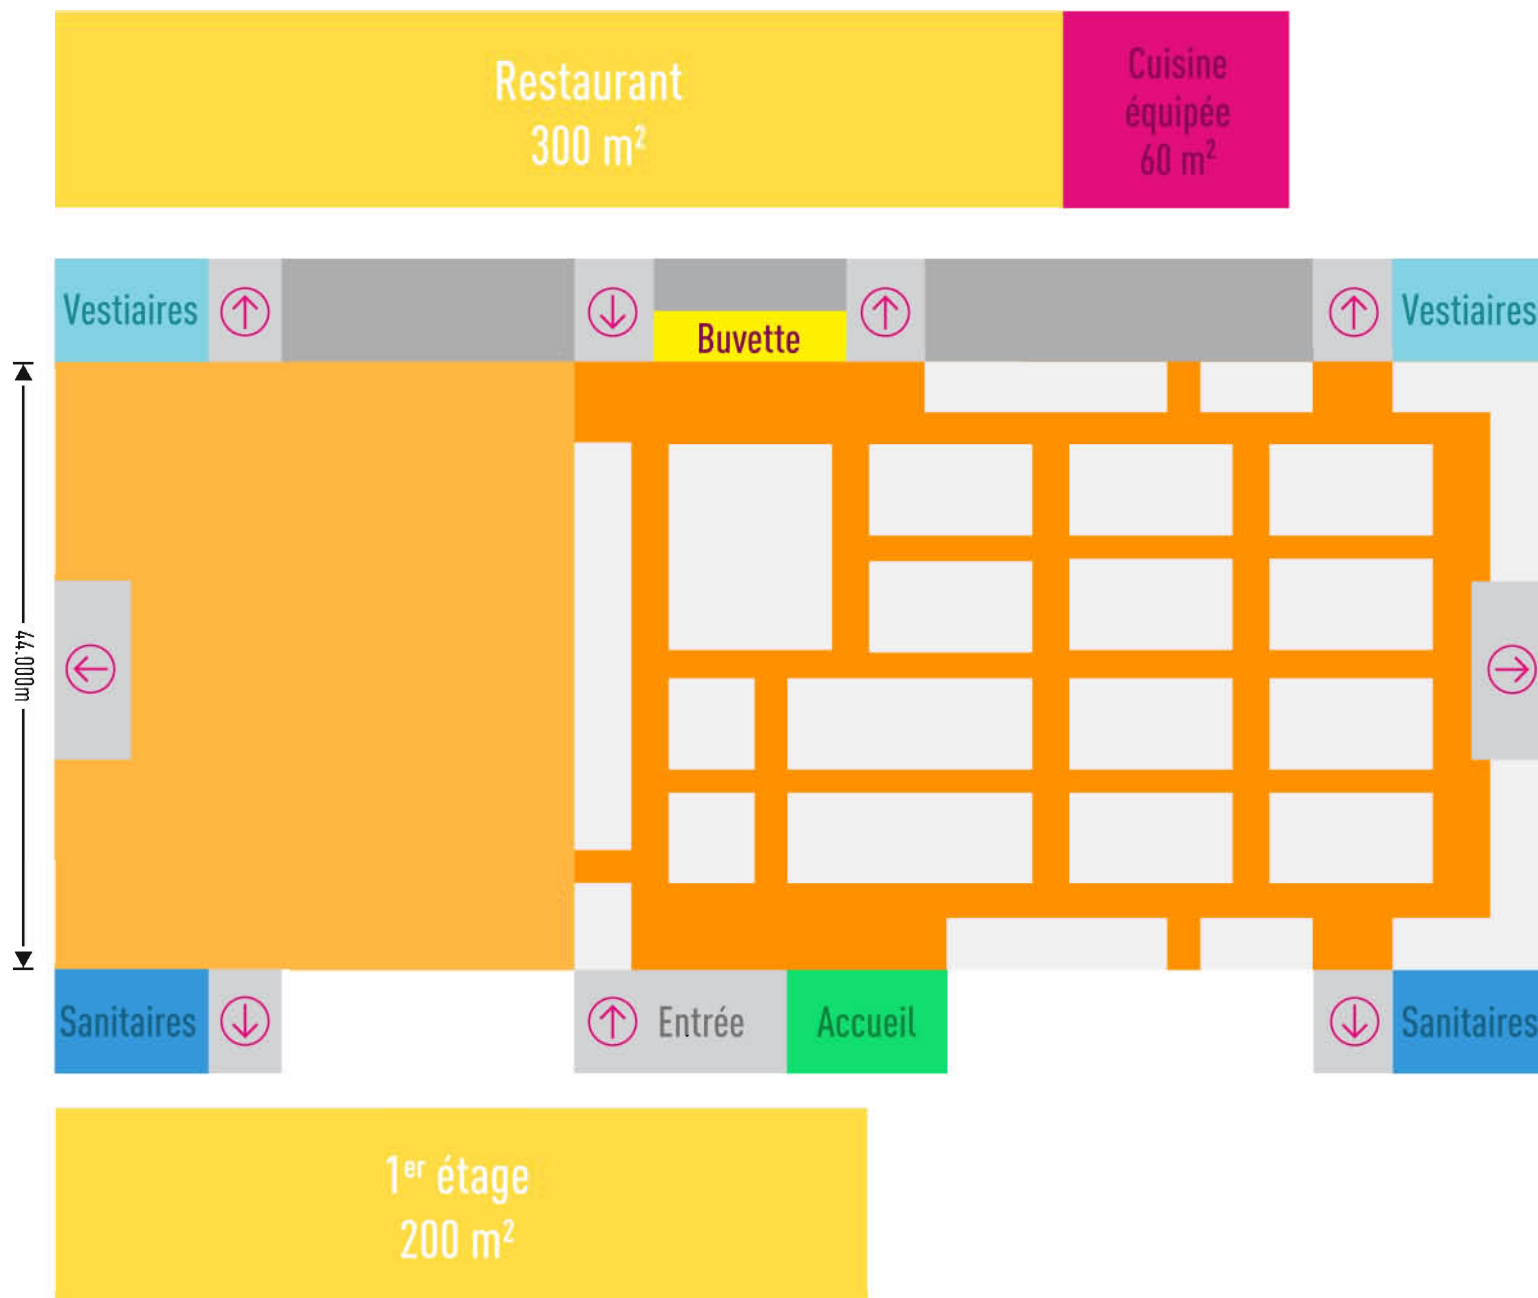 Restaurant
300 m²
Cuisine
équipée
60 m²
Vestiaires
Vestiaires
Buvette
44.000m
Sanitaires
Entrée
Accueil
Sanitaires
1er étage
200 m²